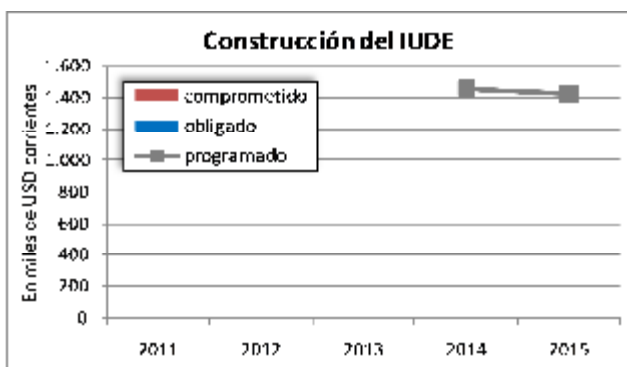 Construcción del IUDE
En miles de USD corrientes
1.600
1.400
1.200
1.000
800
600
400
200
0
comprometido
obligado
programado
2011 2012 2013 2014 2015